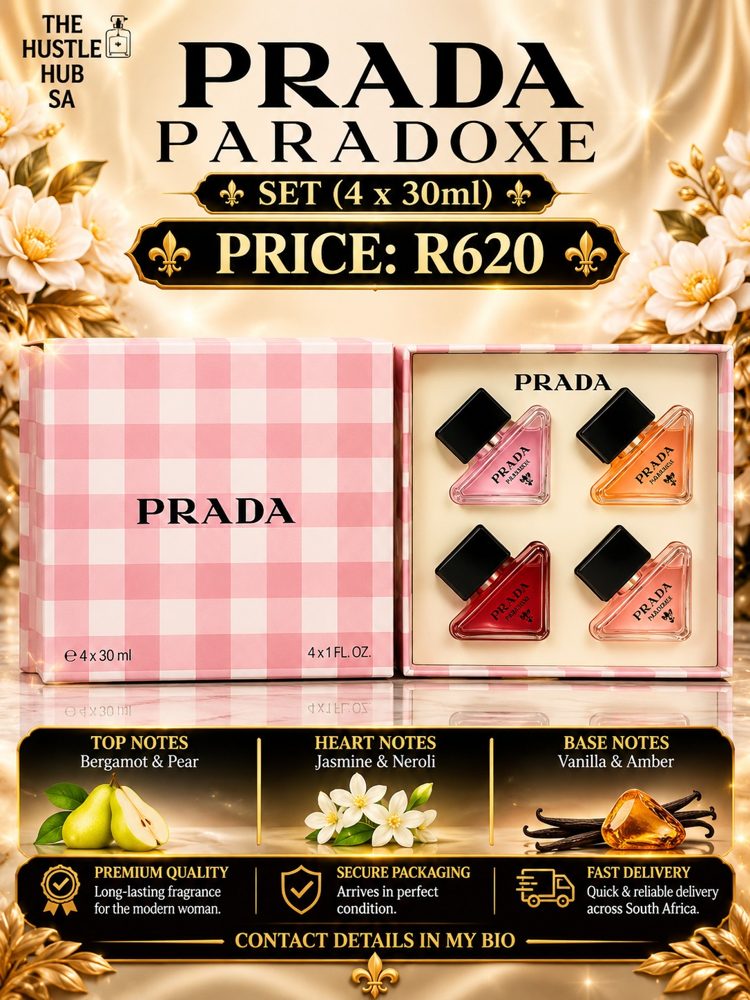 THE
HUSTLE
HUB
SA
PRADA
PARADOXE
SET (4 x 30ml)
PRICE: R620
PRADA
℮ 4 x 30 ml
4 x 1 FL. OZ.
PRADA
PRADA
PRADA
PRADA
PRADA
TOP NOTES
Bergamot & Pear
HEART NOTES
Jasmine & Neroli
BASE NOTES
Vanilla & Amber
PREMIUM QUALITY
Long-lasting fragrance
for the modern woman.
SECURE PACKAGING
Arrives in perfect
condition.
FAST DELIVERY
Quick & reliable delivery
across South Africa.
CONTACT DETAILS IN MY BIO